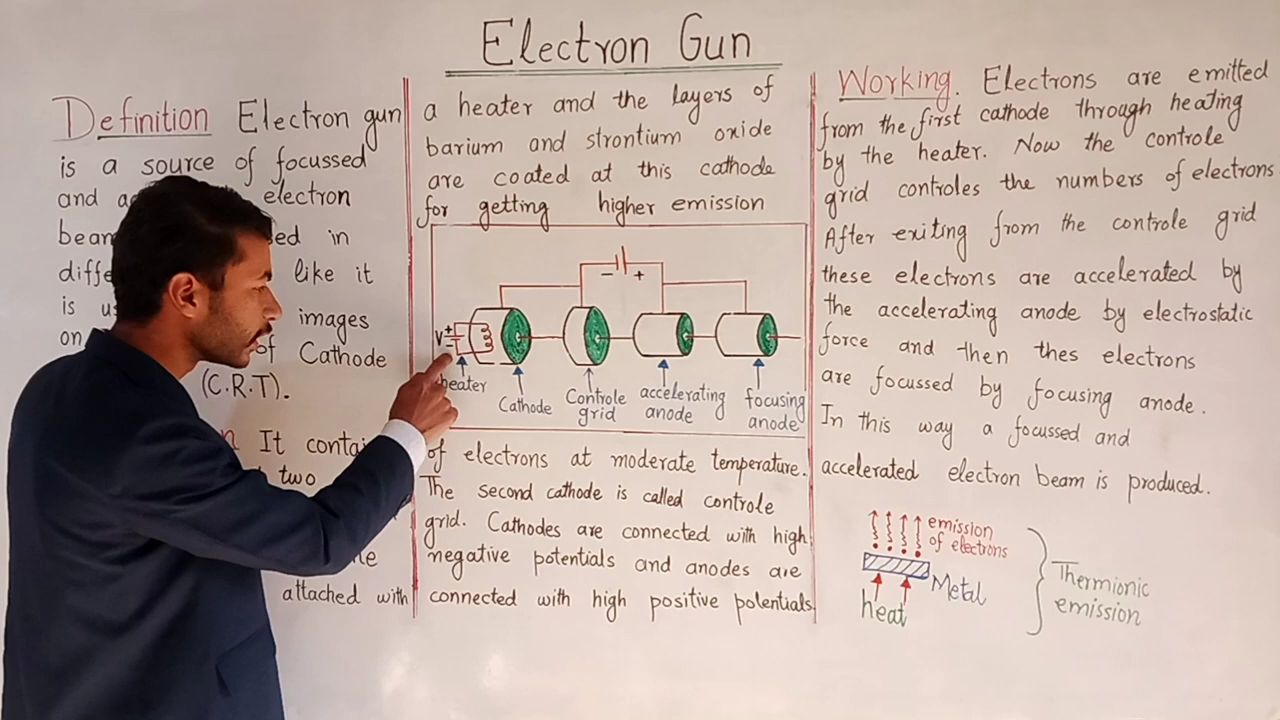 Electron Gun
Definition Electron gun
is a source of focussed
and electron
in
like it
is images
on of Cathode
(C.R.T).
It
two
attached with
a heater and the layers of
barium and strontium oxide
are coated at this cathode
for getting higher emission
- +
V + -
heater
Cathode
Controle
grid
accelerating
anode
focusing
anode
of electrons at moderate temperature.
The second cathode is called controle
grid. Cathodes are connected with high
negative potentials and anodes are
connected with high positive potentials
Working. Electrons are emitted
from the first cathode through heating
by the heater. Now the controle
grid controles the numbers of electrons.
After exiting from the controle grid
these electrons are accelerated by
the accelerating anode by electrostatic
force and then thes electrons
are focussed by focusing anode.
In this way a focussed and
accelerated electron beam is produced.
emission
of electrons
Metal
heat
Thermionic
emission